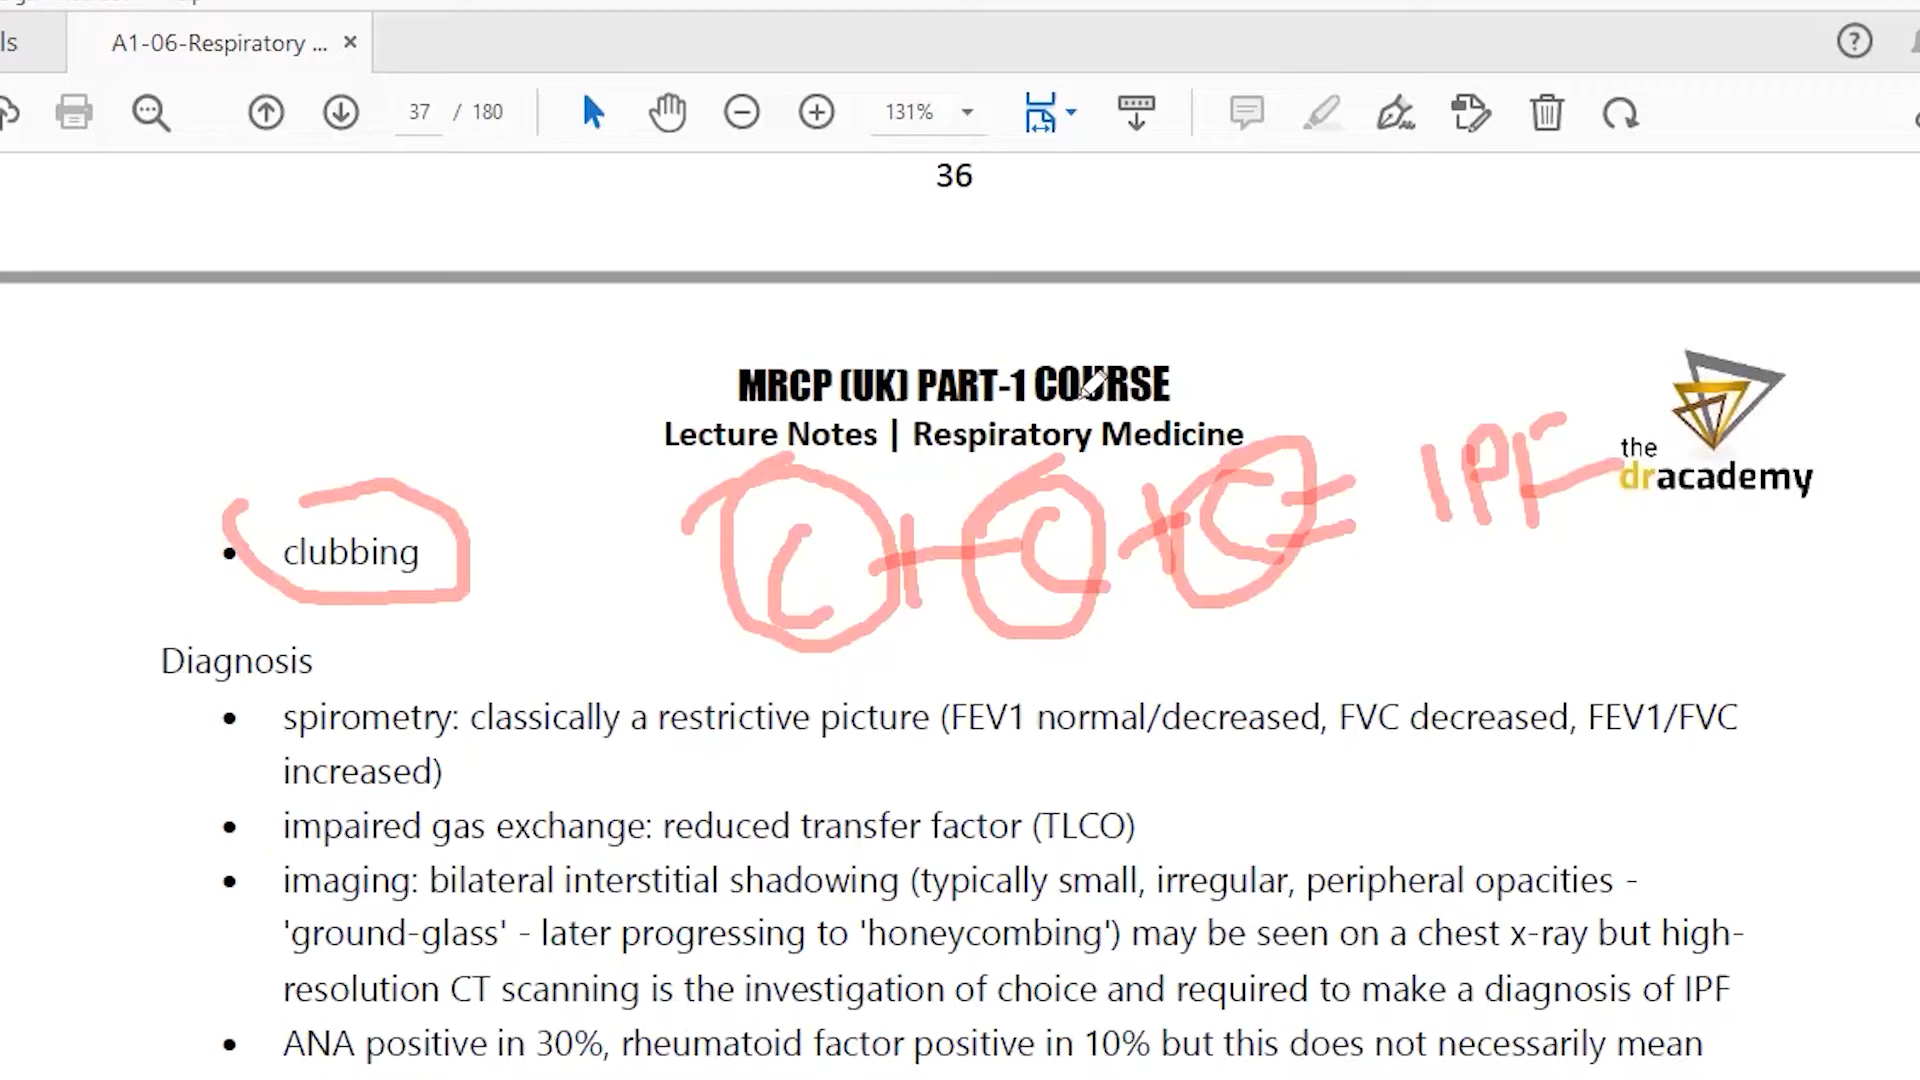 ls A1-06-Respiratory ... ×
37 / 180 131%
36
MRCP (UK) PART-1 COURSE
Lecture Notes | Respiratory Medicine
the
dracademy
C + C + C = IPF
• clubbing
Diagnosis
• spirometry: classically a restrictive picture (FEV1 normal/decreased, FVC decreased, FEV1/FVC
increased)
• impaired gas exchange: reduced transfer factor (TLCO)
• imaging: bilateral interstitial shadowing (typically small, irregular, peripheral opacities -
'ground-glass' - later progressing to 'honeycombing') may be seen on a chest x-ray but high-
resolution CT scanning is the investigation of choice and required to make a diagnosis of IPF
• ANA positive in 30%, rheumatoid factor positive in 10% but this does not necessarily mean